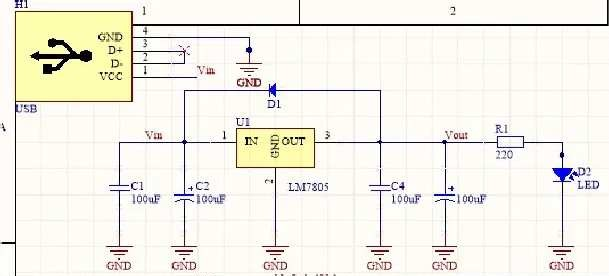 H1
1
2
GND
4
D+
3
D-
2
VCC
1
Vin
USB
GND
D1
A
Vin
1
U1
IN
GND
OUT
3
Vout
R1
220
2
LM7805
C1
100uF
C2
100uF
C4
100uF
100uF
D2
LED
GND
GND
GND
GND
GND
GND